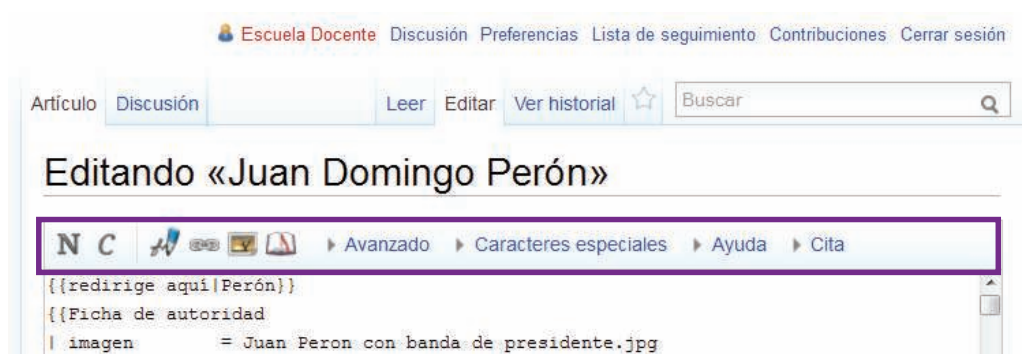 Escuela Docente Discusión Preferencias Lista de seguimiento Contribuciones Cerrar sesión
Artículo Discusión Leer Editar Ver historial Buscar
Editando «Juan Domingo Perón»
N C Avanzado Caracteres especiales Ayuda Cita
{{redirige aquí|Perón}}
{{Ficha de autoridad
| imagen = Juan Peron con banda de presidente.jpg